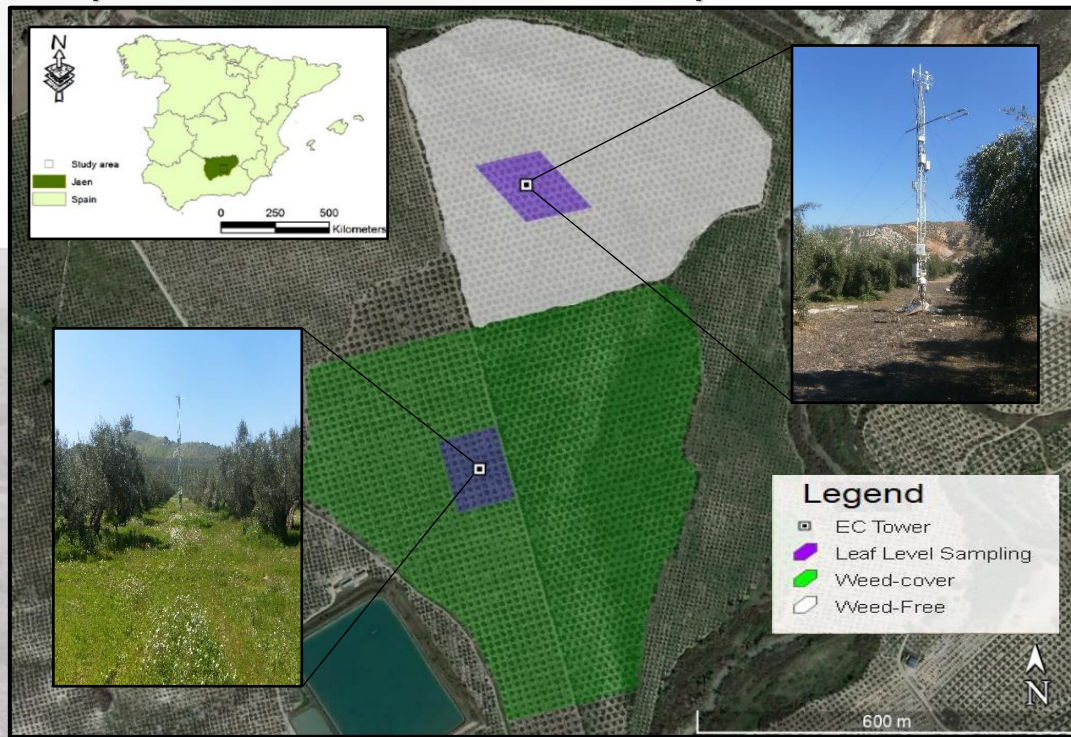 N
Study area
Jaen
Spain
0 250 500
Kilometers
Legend
EC Tower
Leaf Level Sampling
Weed-cover
Weed-Free
N
600 m